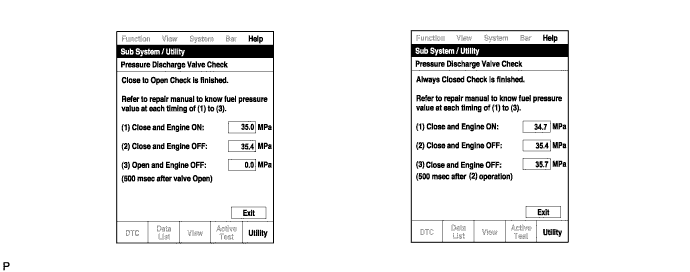 Function View System Bar Help
Sub System / Utility
Pressure Discharge Valve Check
Close to Open Check is finished.
Refer to repair manual to know fuel pressure
value at each timing of (1) to (3).
(1) Close and Engine ON: 35.0 MPa
(2) Close and Engine OFF: 35.4 MPa
(3) Open and Engine OFF: 0.0 MPa
(500 msec after valve Open)
Exit
DTC Data List View Active Test Utility
Function View System Bar Help
Sub System / Utility
Pressure Discharge Valve Check
Always Closed Check is finished.
Refer to repair manual to know fuel pressure
value at each timing of (1) to (3).
(1) Close and Engine ON: 34.7 MPa
(2) Close and Engine OFF: 35.4 MPa
(3) Close and Engine OFF: 35.7 MPa
(500 msec after (2) operation)
Exit
DTC Data List View Active Test Utility
P